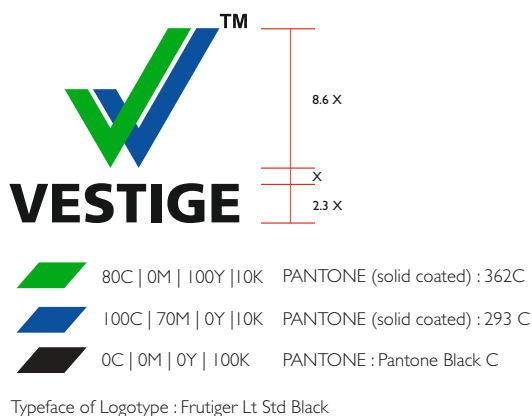 TM
8.6 X
X
VESTIGE
2.3 X
80C | 0M | 100Y |10K PANTONE (solid coated) : 362C
100C | 70M | 0Y |10K PANTONE (solid coated) : 293 C
0C | 0M | 0Y | 100K PANTONE : Pantone Black C
Typeface of Logotype : Frutiger Lt Std Black